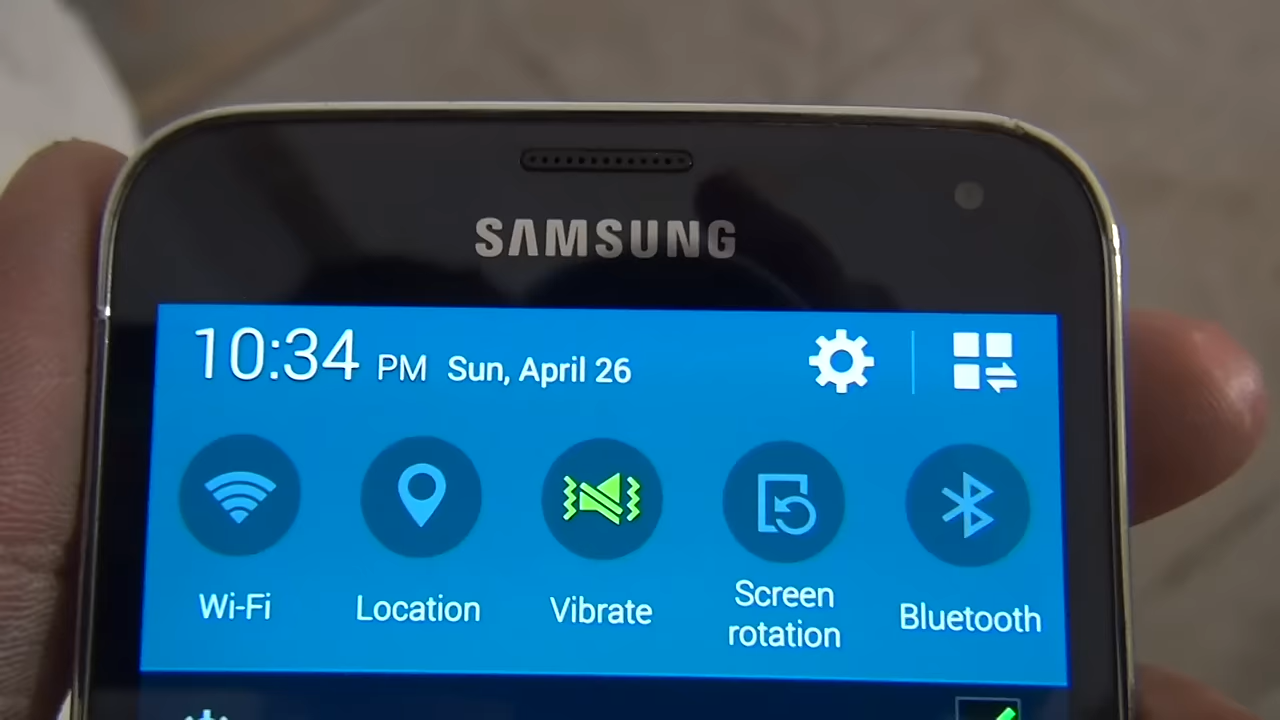 SAMSUNG
10:34 PM Sun, April 26
Wi-Fi Location Vibrate Screen rotation Bluetooth